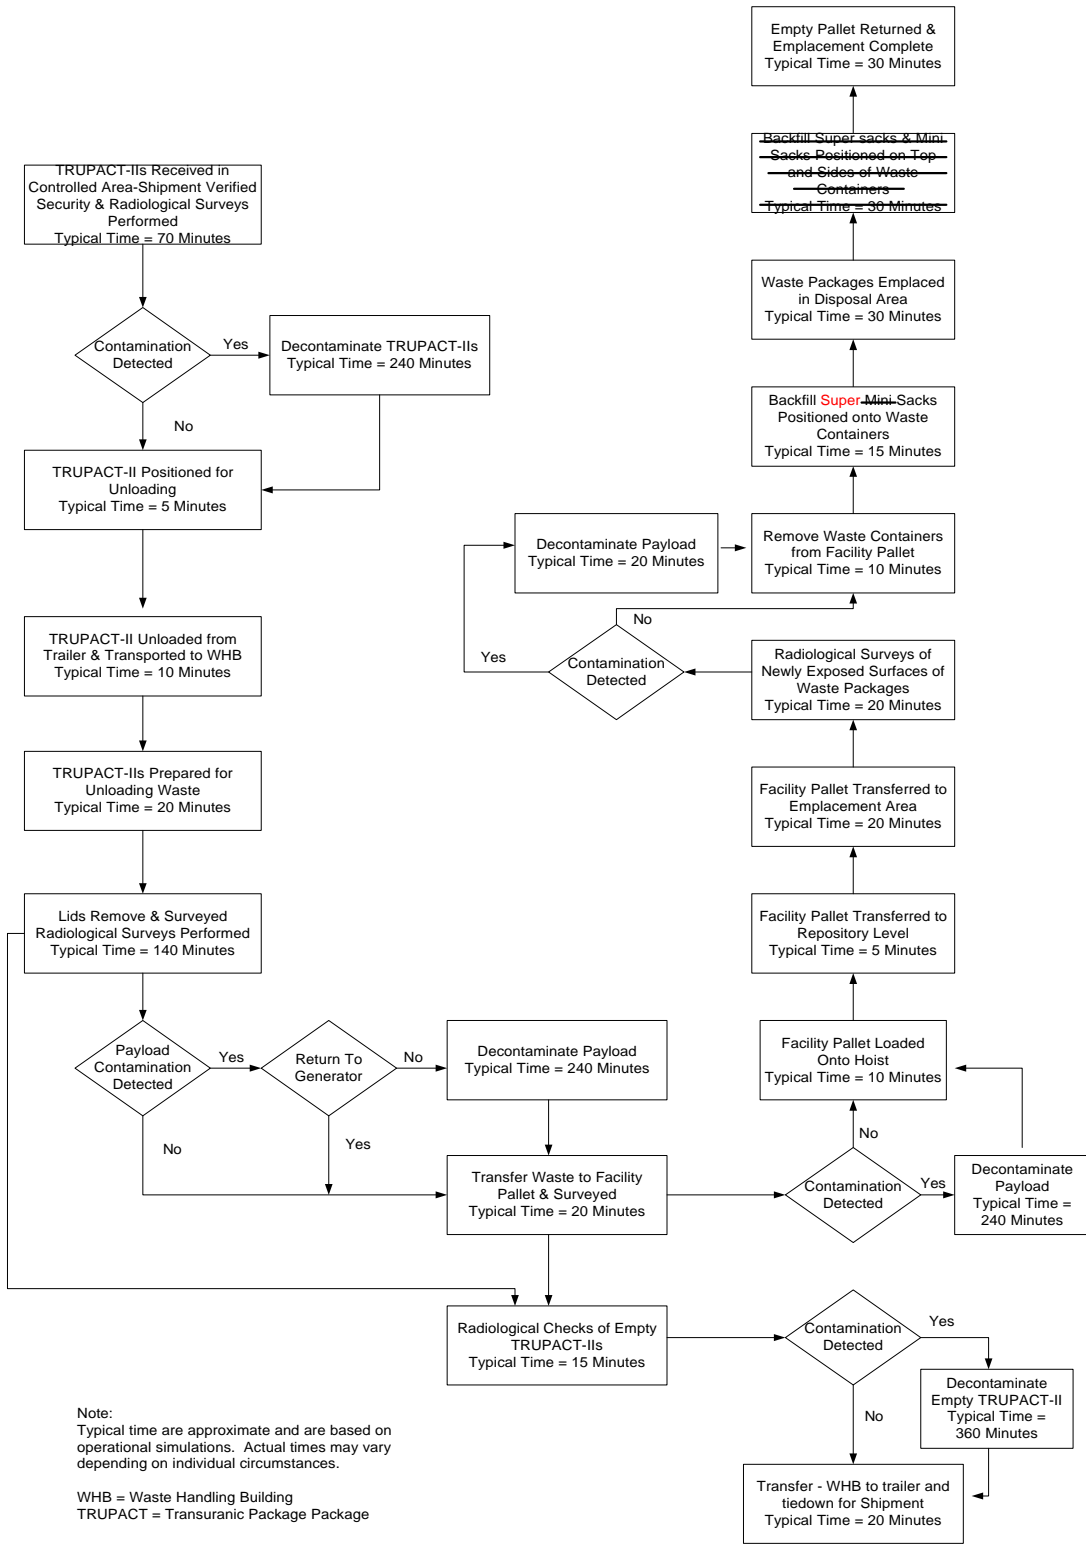 Empty Pallet Returned &
Emplacement Complete
Typical Time = 30 Minutes
Backfill Super sacks & Mini
Sacks Positioned on Top
and Sides of Waste
Containers
Typical Time = 30 Minutes
TRUPACT-IIs Received in
Controlled Area-Shipment Verified
Security & Radiological Surveys
Performed
Typical Time = 70 Minutes
Waste Packages Emplaced
in Disposal Area
Typical Time = 30 Minutes
Contamination
Detected
Yes
No
Decontaminate TRUPACT-IIs
Typical Time = 240 Minutes
Backfill Super Mini Sacks
Positioned onto Waste
Containers
Typical Time = 15 Minutes
TRUPACT-II Positioned for
Unloading
Typical Time = 5 Minutes
Decontaminate Payload
Typical Time = 20 Minutes
Remove Waste Containers
from Facility Pallet
Typical Time = 10 Minutes
No
Yes
Contamination
Detected
TRUPACT-II Unloaded from
Trailer & Transported to WHB
Typical Time = 10 Minutes
Radiological Surveys of
Newly Exposed Surfaces of
Waste Packages
Typical Time = 20 Minutes
TRUPACT-IIs Prepared for
Unloading Waste
Typical Time = 20 Minutes
Facility Pallet Transferred to
Emplacement Area
Typical Time = 20 Minutes
Lids Remove & Surveyed
Radiological Surveys Performed
Typical Time = 140 Minutes
Facility Pallet Transferred to
Repository Level
Typical Time = 5 Minutes
Payload
Contamination
Detected
Yes
No
Return To
Generator
No
Yes
Decontaminate Payload
Typical Time = 240 Minutes
Facility Pallet Loaded
Onto Hoist
Typical Time = 10 Minutes
Transfer Waste to Facility
Pallet & Surveyed
Typical Time = 20 Minutes
No
Contamination
Detected
Yes
Decontaminate
Payload
Typical Time =
240 Minutes
Radiological Checks of Empty
TRUPACT-IIs
Typical Time = 15 Minutes
Contamination
Detected
Yes
No
Decontaminate
Empty TRUPACT-II
Typical Time =
360 Minutes
Transfer - WHB to trailer and
tiedown for Shipment
Typical Time = 20 Minutes
Note:
Typical time are approximate and are based on
operational simulations.  Actual times may vary
depending on individual circumstances.
WHB = Waste Handling Building
TRUPACT = Transuranic Package Package